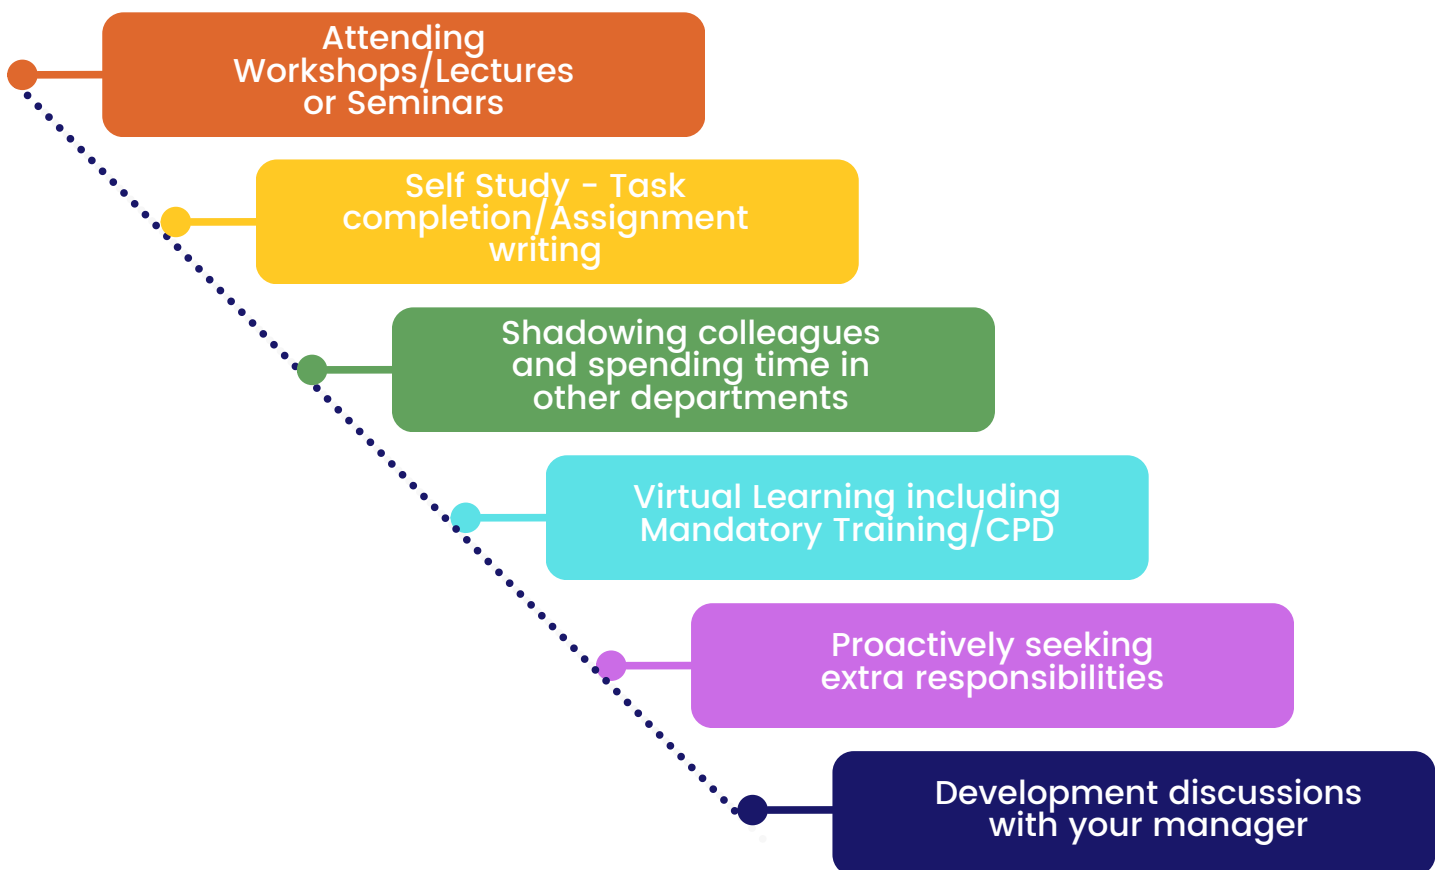 Attending
Workshops/Lectures
or Seminars
Self Study - Task
completion/Assignment
writing
Shadowing colleagues
and spending time in
other departments
Virtual Learning including
Mandatory Training/CPD
Proactively seeking
extra responsibilities
Development discussions
with your manager